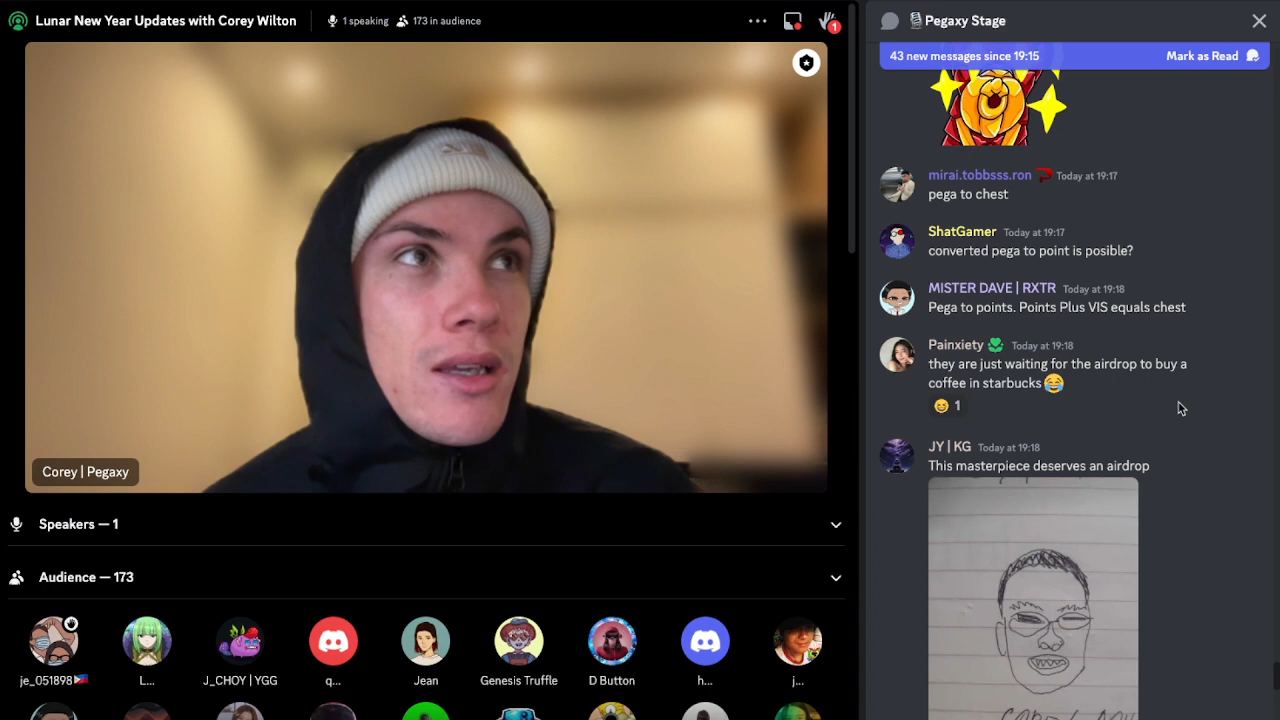 Lunar New Year Updates with Corey Wilton
1 speaking
173 in audience
1
Corey | Pegaxy
Speakers — 1
Audience — 173
je_051898🇵🇭
L...
J_CHOY | YGG
q...
Jean
Genesis Truffle
D Button
h...
j...
Pegaxy Stage
43 new messages since 19:15
Mark as Read
mirai.tobbsss.ron
Today at 19:17
pega to chest
ShatGamer
Today at 19:17
converted pega to point is posible?
MISTER DAVE | RXTR
Today at 19:18
Pega to points. Points Plus VIS equals chest
Painxiety
Today at 19:18
they are just waiting for the airdrop to buy a
coffee in starbucks😂
1
JY | KG
Today at 19:18
This masterpiece deserves an airdrop